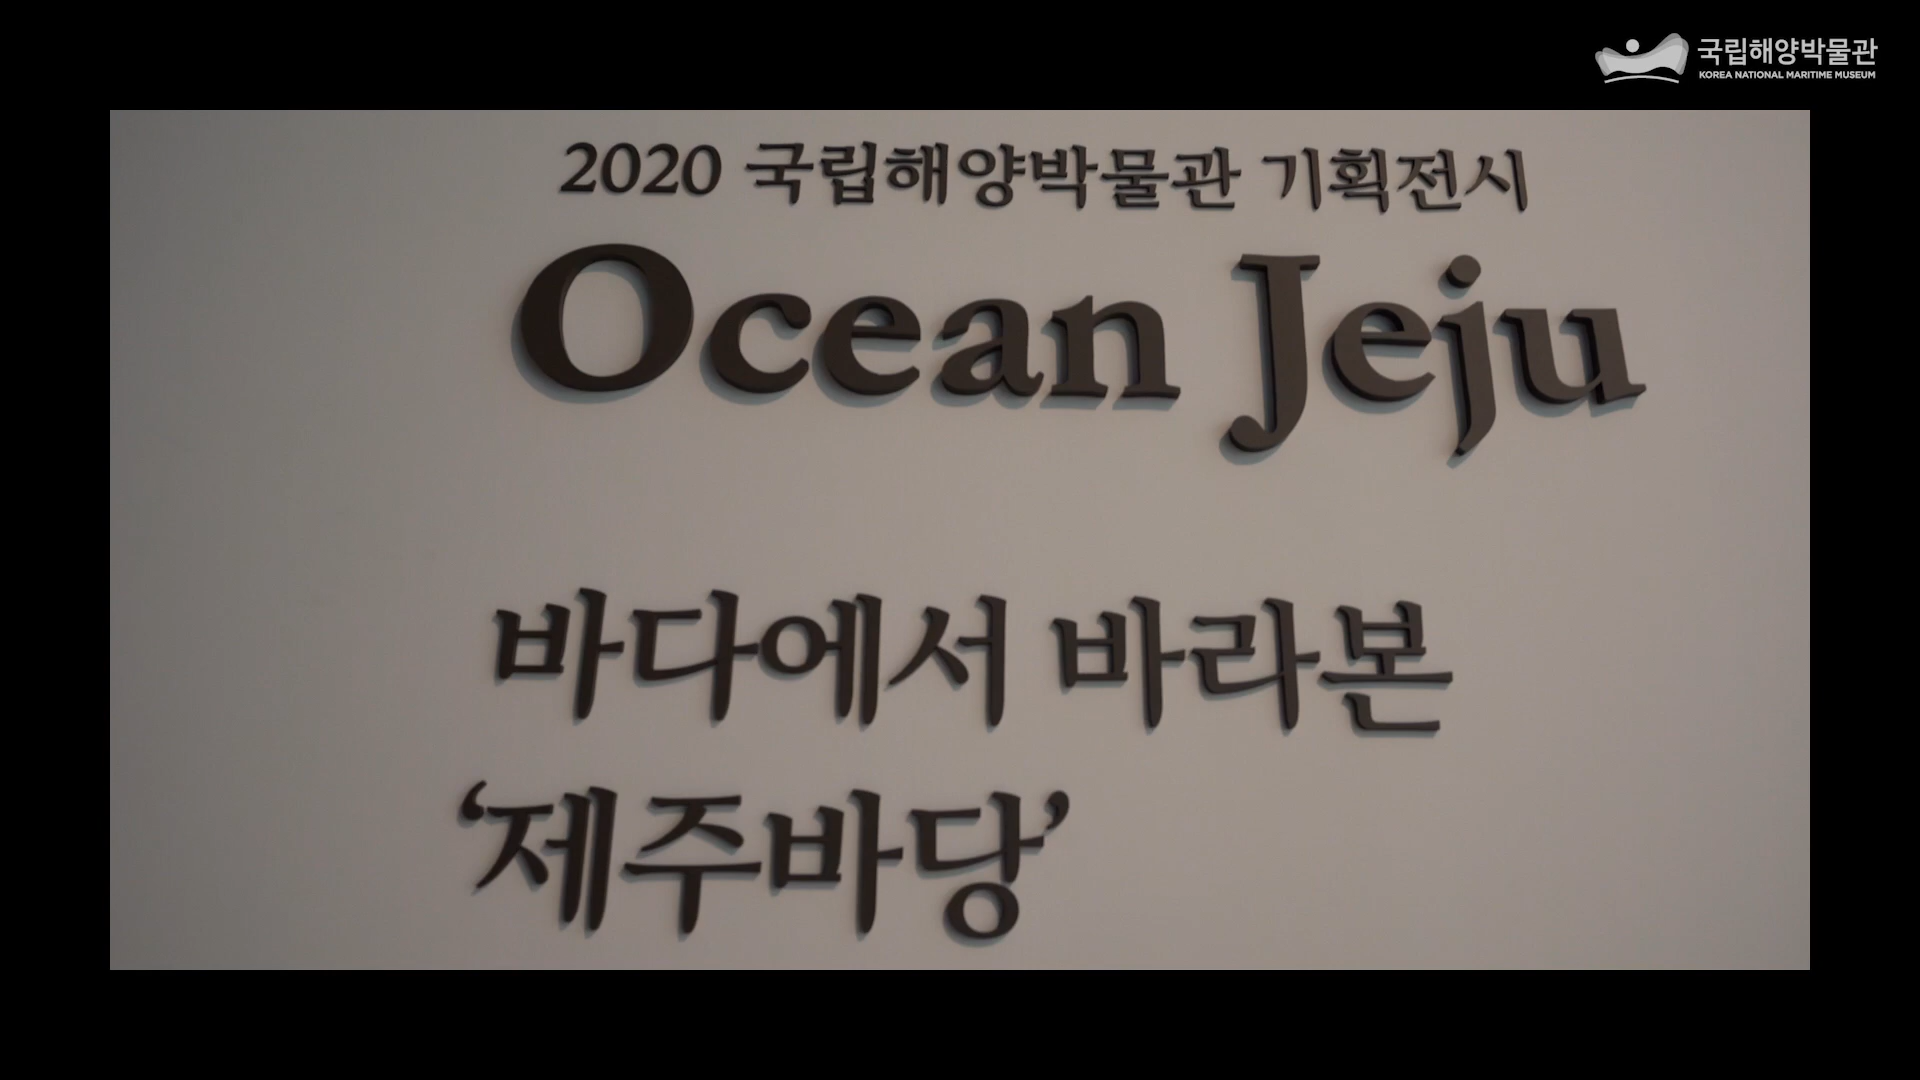 국립해양박물관
KOREA NATIONAL MARITIME MUSEUM
2020 국립해양박물관 기획전시
Ocean Jeju
바다에서 바라본
‘제주바당’